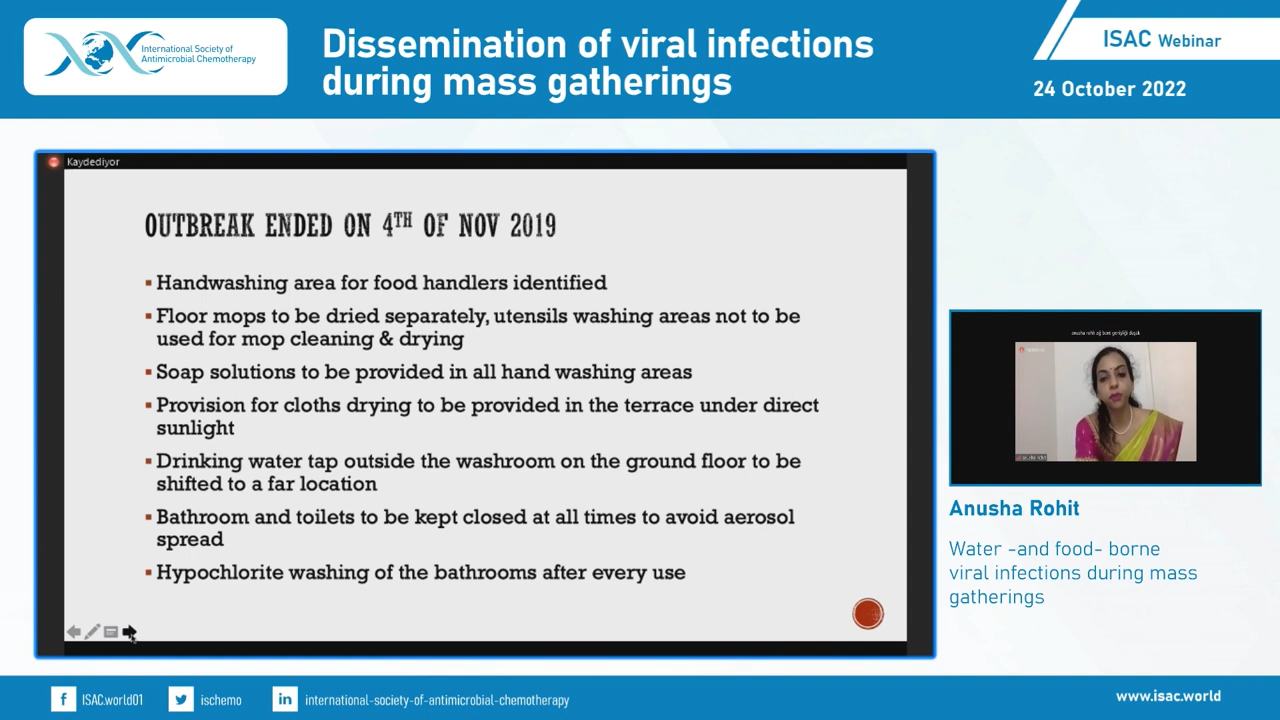 International Society of
Antimicrobial Chemotherapy
Dissemination of viral infections
during mass gatherings
ISAC Webinar
24 October 2022
Kaydediyor
OUTBREAK ENDED ON 4TH OF NOV 2019
▪ Handwashing area for food handlers identified
▪ Floor mops to be dried separately, utensils washing areas not to be
used for mop cleaning & drying
▪ Soap solutions to be provided in all hand washing areas
▪ Provision for cloths drying to be provided in the terrace under direct
sunlight
▪ Drinking water tap outside the washroom on the ground floor to be
shifted to a far location
▪ Bathroom and toilets to be kept closed at all times to avoid aerosol
spread
▪ Hypochlorite washing of the bathrooms after every use
Anusha Rohit
Water -and food- borne
viral infections during mass
gatherings
ISAC.world01
ischemo
international-society-of-antimicrobial-chemotherapy
www.isac.world